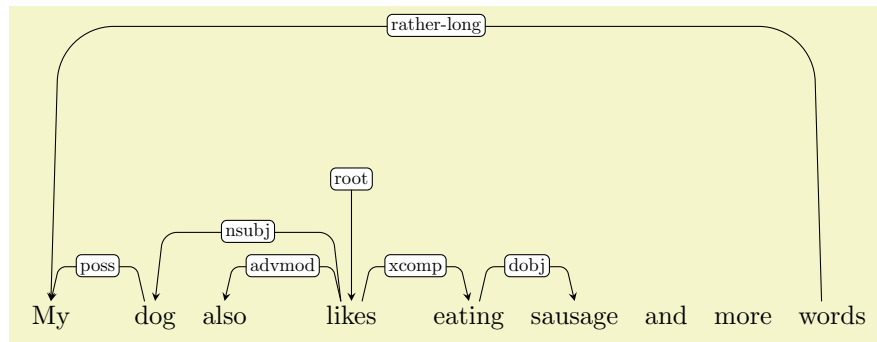 rather-long
root
nsubj
poss advmod xcomp dobj
My dog also likes eating sausage and more words